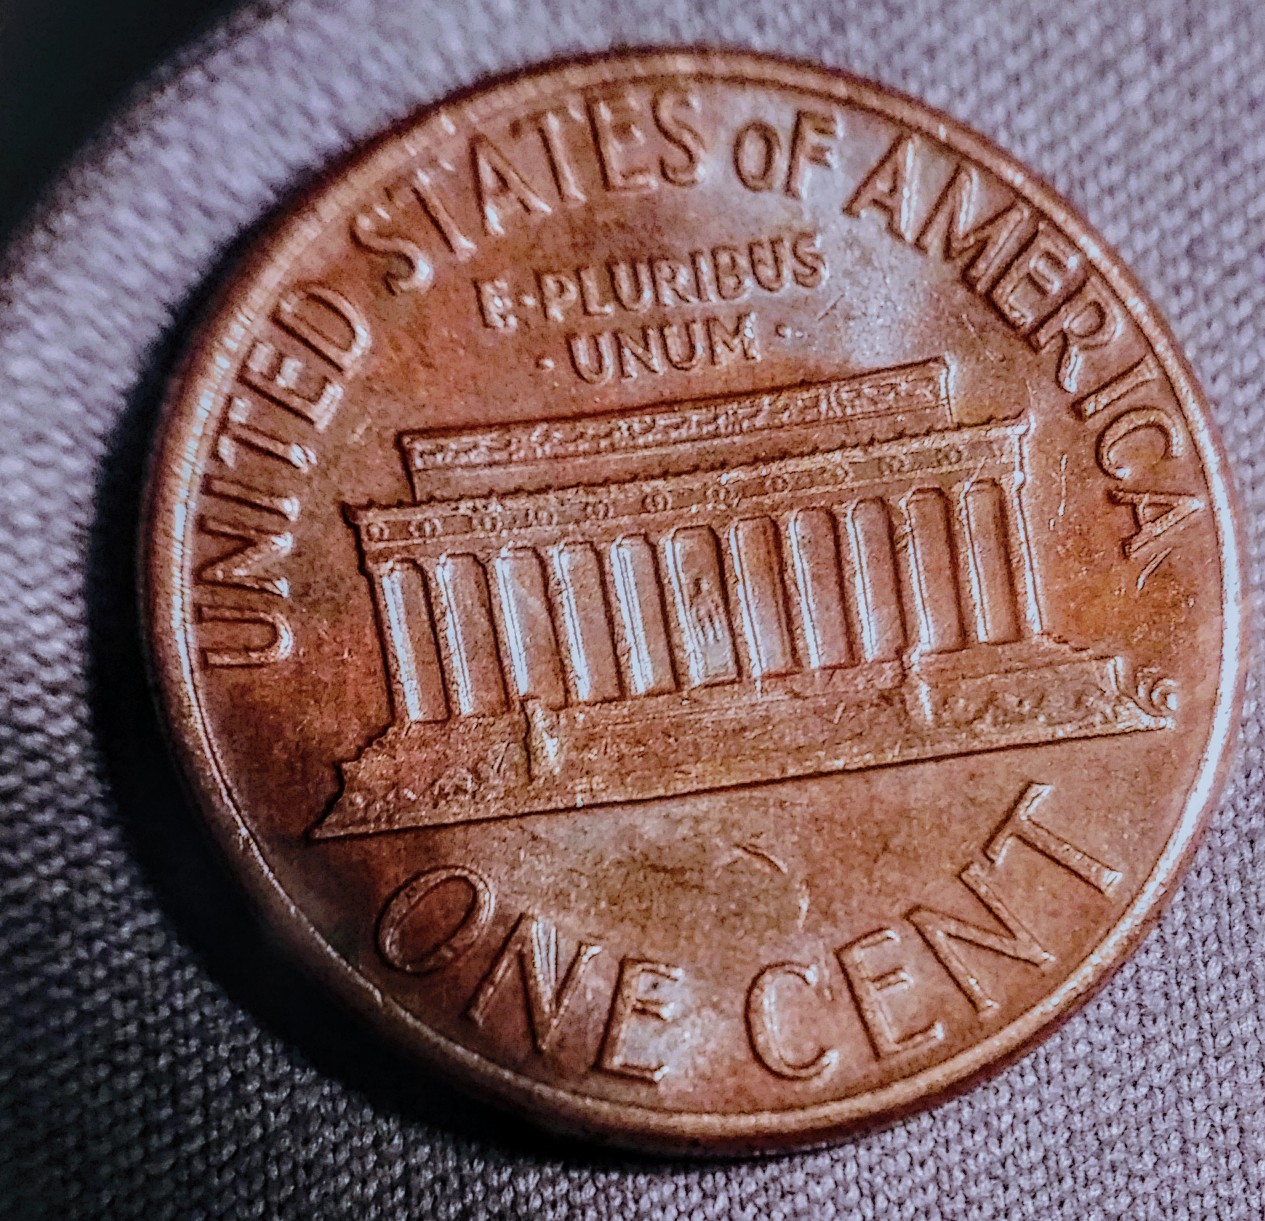 UNITED STATES OF AMERICA
E·PLURIBUS
·UNUM·
ONE CENT